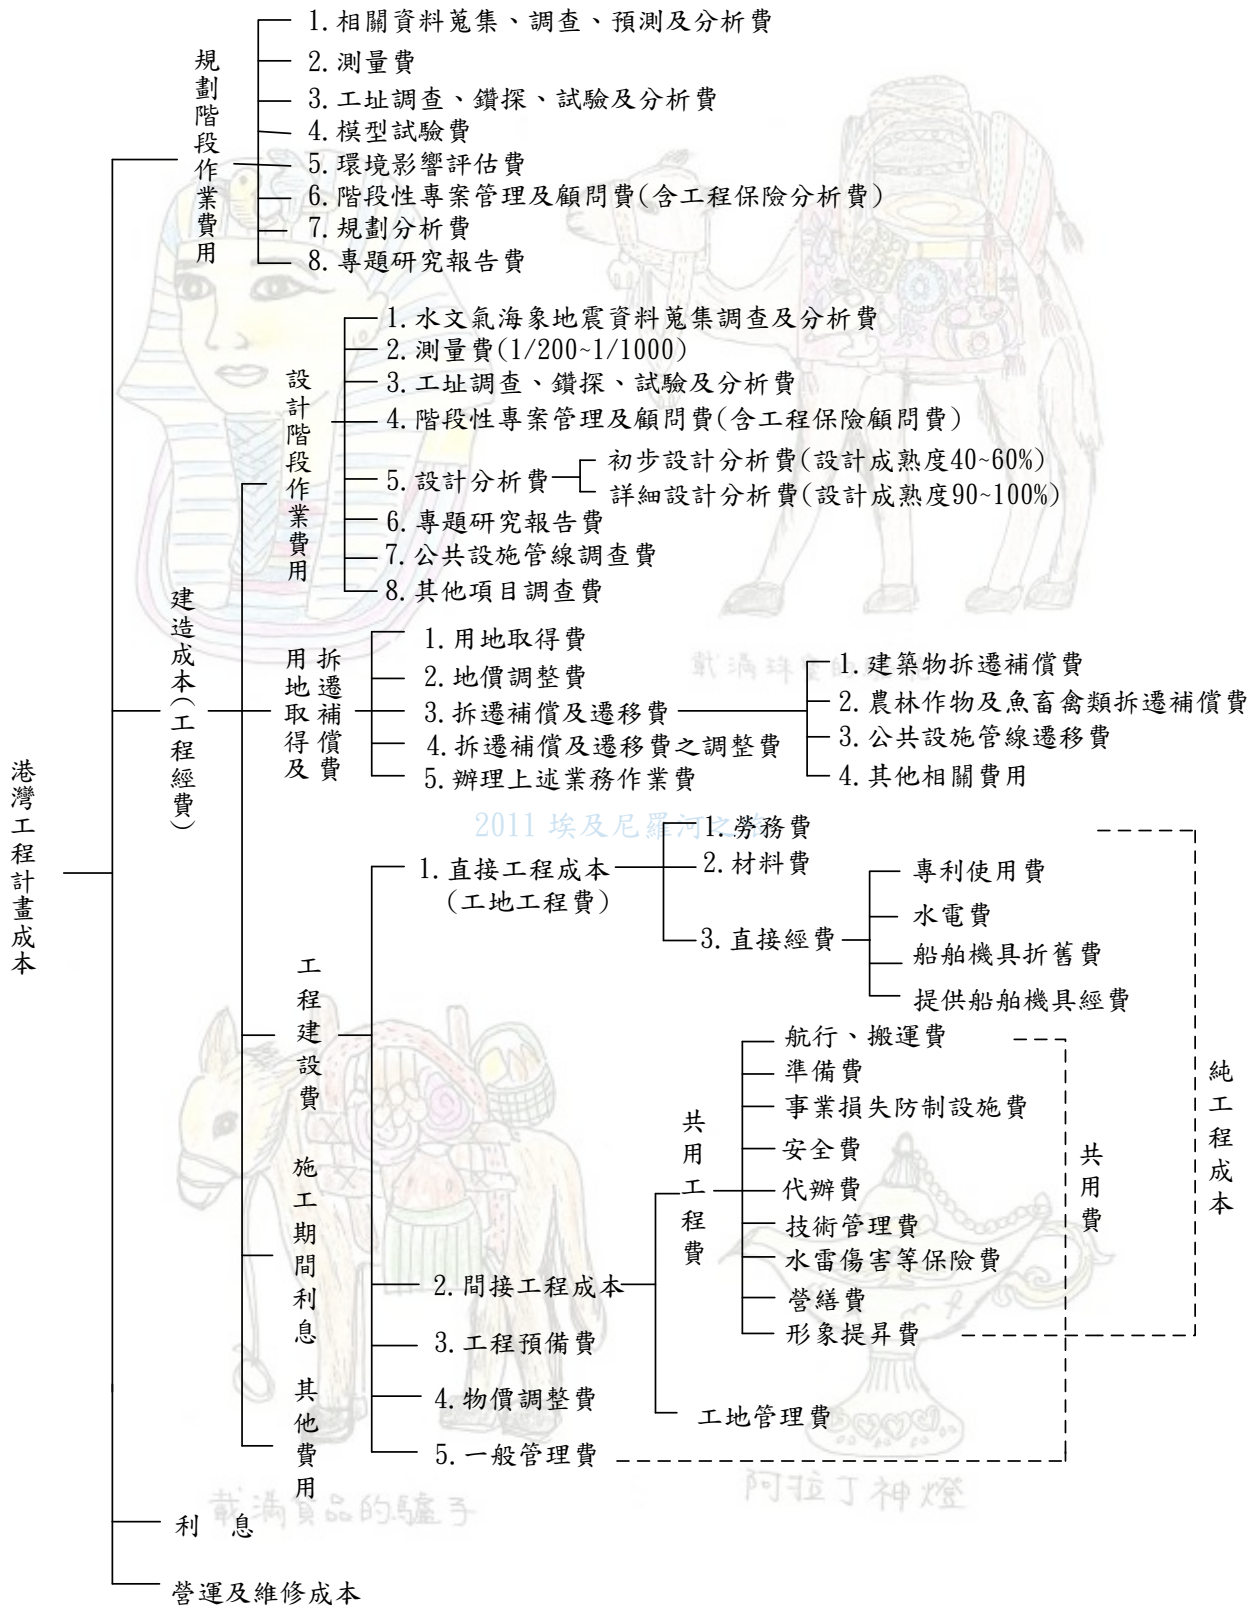 港灣工程計畫成本
規劃階段作業費用
1.相關資料蒐集、調查、預測及分析費
2.測量費
3.工址調查、鑽探、試驗及分析費
4.模型試驗費
5.環境影響評估費
6.階段性專案管理及顧問費(含工程保險分析費)
7.規劃分析費
8.專題研究報告費
建造成本(工程經費)
設計階段作業費用
1.水文氣海象地震資料蒐集調查及分析費
2.測量費(1/200~1/1000)
3.工址調查、鑽探、試驗及分析費
4.階段性專案管理及顧問費(含工程保險顧問費)
5.設計分析費
初步設計分析費(設計成熟度40~60%)
詳細設計分析費(設計成熟度90~100%)
6.專題研究報告費
7.公共設施管線調查費
8.其他項目調查費
用地取得及
拆遷補償費
1.用地取得費
2.地價調整費
3.拆遷補償及遷移費
1.建築物拆遷補償費
2.農林作物及魚畜禽類拆遷補償費
3.公共設施管線遷移費
4.其他相關費用
4.拆遷補償及遷移費之調整費
5.辦理上述業務作業費
載滿珠
2011 埃及尼羅河之
工程建設費
1.直接工程成本
(工地工程費)
1.勞務費
2.材料費
3.直接經費
專利使用費
水電費
船舶機具折舊費
提供船舶機具經費
2.間接工程成本
共用工程費
航行、搬運費
準備費
事業損失防制設施費
安全費
代辦費
技術管理費
水雷傷害等保險費
營繕費
形象提昇費
工地管理費
3.工程預備費
4.物價調整費
5.一般管理費
共用費
純工程成本
施工期間利息
其他費用
載滿貨品的驢子
阿拉丁神燈
利 息
營運及維修成本